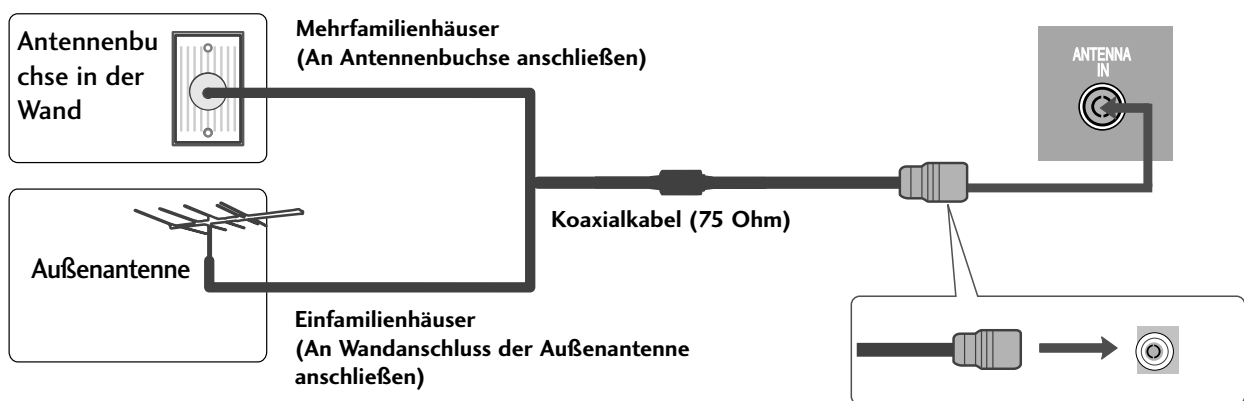 Antennenbu
chse in der
Wand
Mehrfamilienhäuser
(An Antennenbuchse anschließen)
ANTENNA
IN
Koaxialkabel (75 Ohm)
Außenantenne
Einfamilienhäuser
(An Wandanschluss der Außenantenne
anschließen)